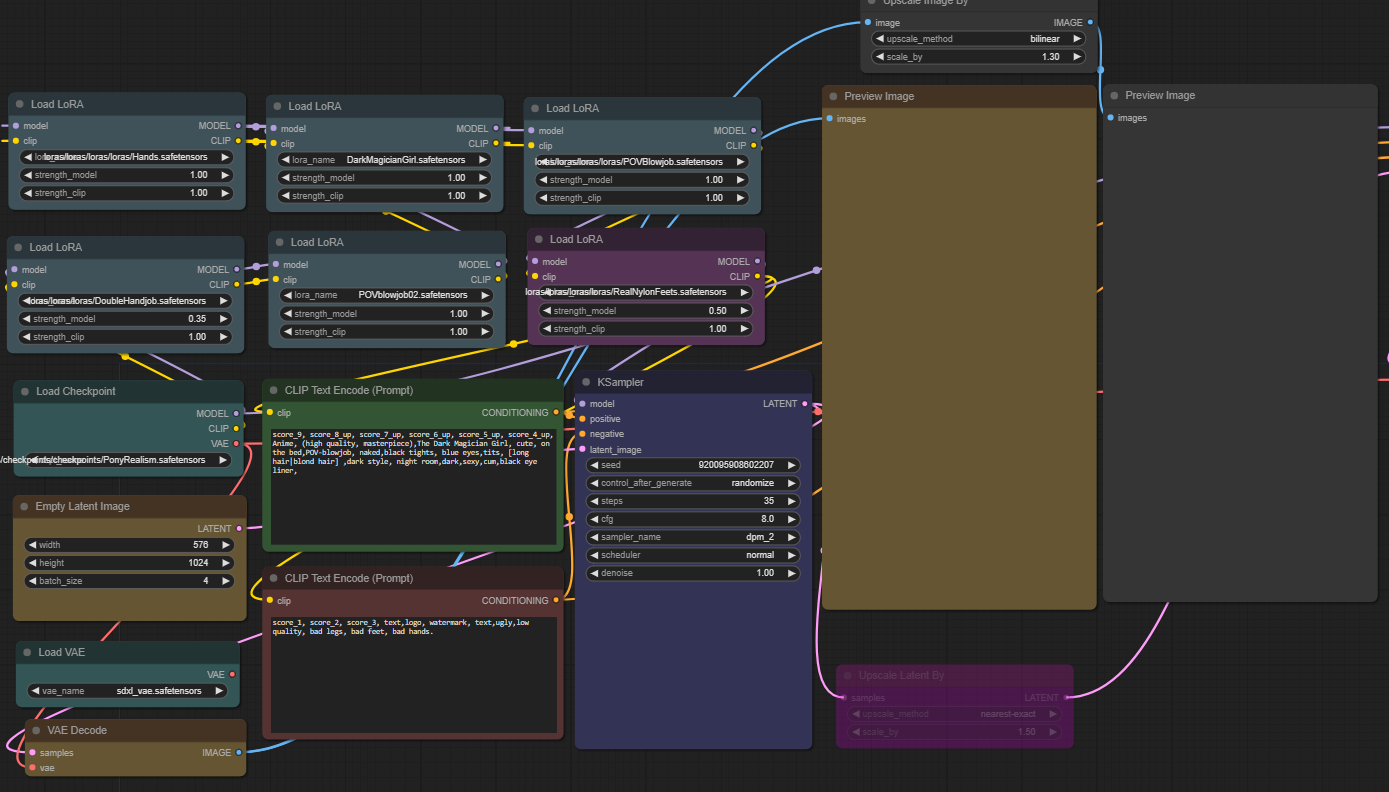 Upscale Image By
image IMAGE
upscale_method bilinear
scale_by 1.30
Load LoRA
model MODEL
clip CLIP
loras/loras/loras/Hands.safetensors
strength_model 1.00
strength_clip 1.00
Load LoRA
model MODEL
clip CLIP
lora_name DarkMagicianGirl.safetensors
strength_model 1.00
strength_clip 1.00
Load LoRA
model MODEL
clip CLIP
loras/loras/loras/POVBlowjob.safetensors
strength_model 1.00
strength_clip 1.00
Preview Image
images
Preview Image
images
Load LoRA
model MODEL
clip CLIP
loras/loras/loras/DoubleHandjob.safetensors
strength_model 0.35
strength_clip 1.00
Load LoRA
model MODEL
clip CLIP
lora_name POVblowjob02.safetensors
strength_model 1.00
strength_clip 1.00
Load LoRA
model MODEL
clip CLIP
loras/loras/loras/RealNylonFeets.safetensors
strength_model 0.50
strength_clip 1.00
Load Checkpoint
MODEL
CLIP
VAE
/checkpoints/checkpoints/PonyRealism.safetensors
CLIP Text Encode (Prompt)
clip CONDITIONING
score_9, score_8_up, score_7_up, score_6_up, score_5_up, score_4_up,
Anime, (high quality, masterpiece),The Dark Magician Girl, cute, on
the bed,POV-blowjob, naked,black tights, blue eyes,tits, [long
hair|blond hair] ,dark style, night room,dark,sexy,cum,black eye
liner,
KSampler
model LATENT
positive
negative
latent_image
seed 920095908602207
control_after_generate randomize
steps 35
cfg 8.0
sampler_name dpm_2
scheduler normal
denoise 1.00
Empty Latent Image
LATENT
width 576
height 1024
batch_size 4
CLIP Text Encode (Prompt)
clip CONDITIONING
score_1, score_2, score_3, text,logo, watermark, text,ugly,low
quality, bad legs, bad feet, bad hands.
Load VAE
VAE
vae_name sdxl_vae.safetensors
VAE Decode
samples IMAGE
vae
Upscale Latent By
samples LATENT
upscale_method nearest-exact
scale_by 1.50